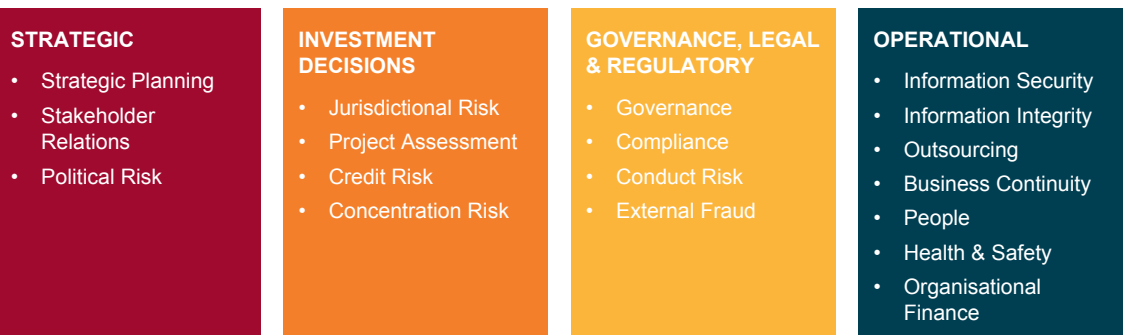 STRATEGIC
• Strategic Planning
• Stakeholder
Relations
• Political Risk
INVESTMENT
DECISIONS
• Jurisdictional Risk
• Project Assessment
• Credit Risk
• Concentration Risk
GOVERNANCE, LEGAL
& REGULATORY
• Governance
• Compliance
• Conduct Risk
• External Fraud
OPERATIONAL
• Information Security
• Information Integrity
• Outsourcing
• Business Continuity
• People
• Health & Safety
• Organisational
Finance